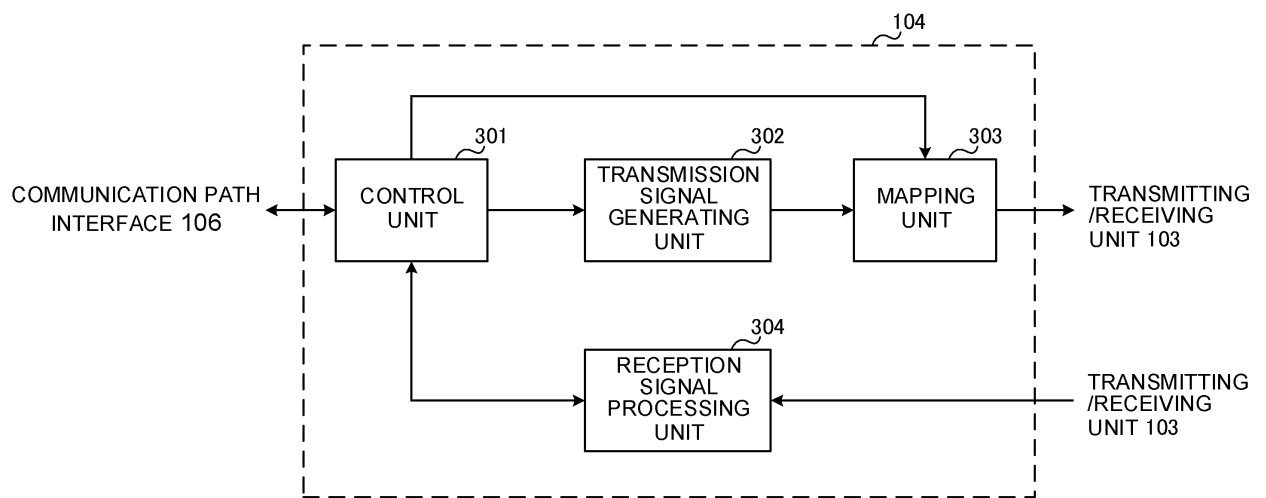 104
301
302
303
CONTROL
UNIT
TRANSMISSION
SIGNAL
GENERATING
UNIT
MAPPING
UNIT
COMMUNICATION PATH
INTERFACE 106
TRANSMITTING
/RECEIVING
UNIT 103
304
RECEPTION
SIGNAL
PROCESSING
UNIT
TRANSMITTING
/RECEIVING
UNIT 103